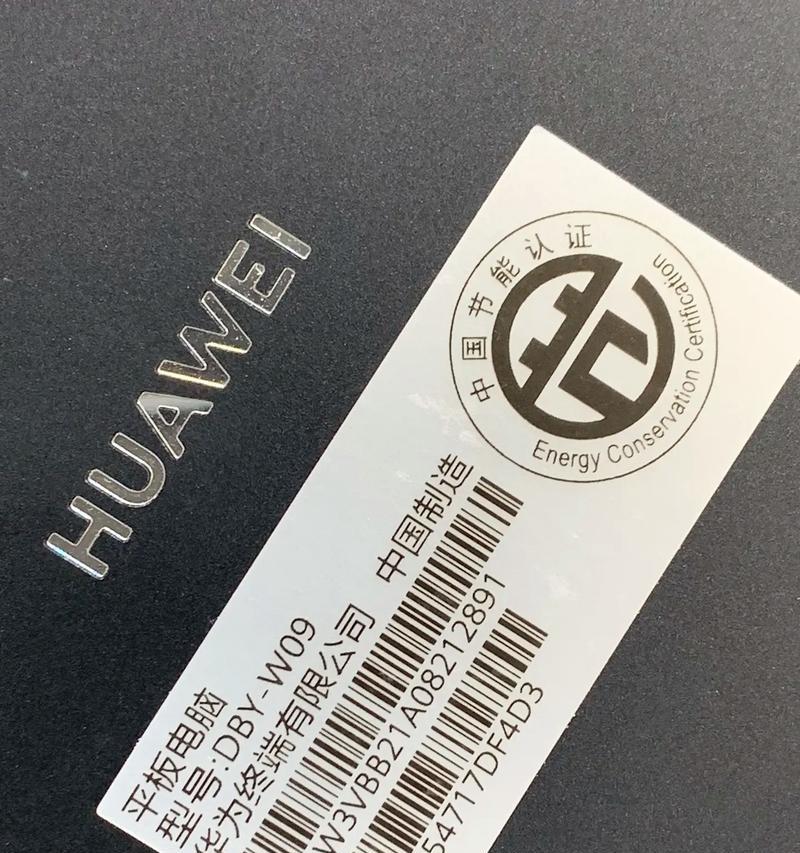 HUAWEI
中国节能认证
Energy Conservation Certification
平板电脑
型号:DBY-W09
华为终端有限公司 中国制造
W3VBB21A08212891
54717DF4D3